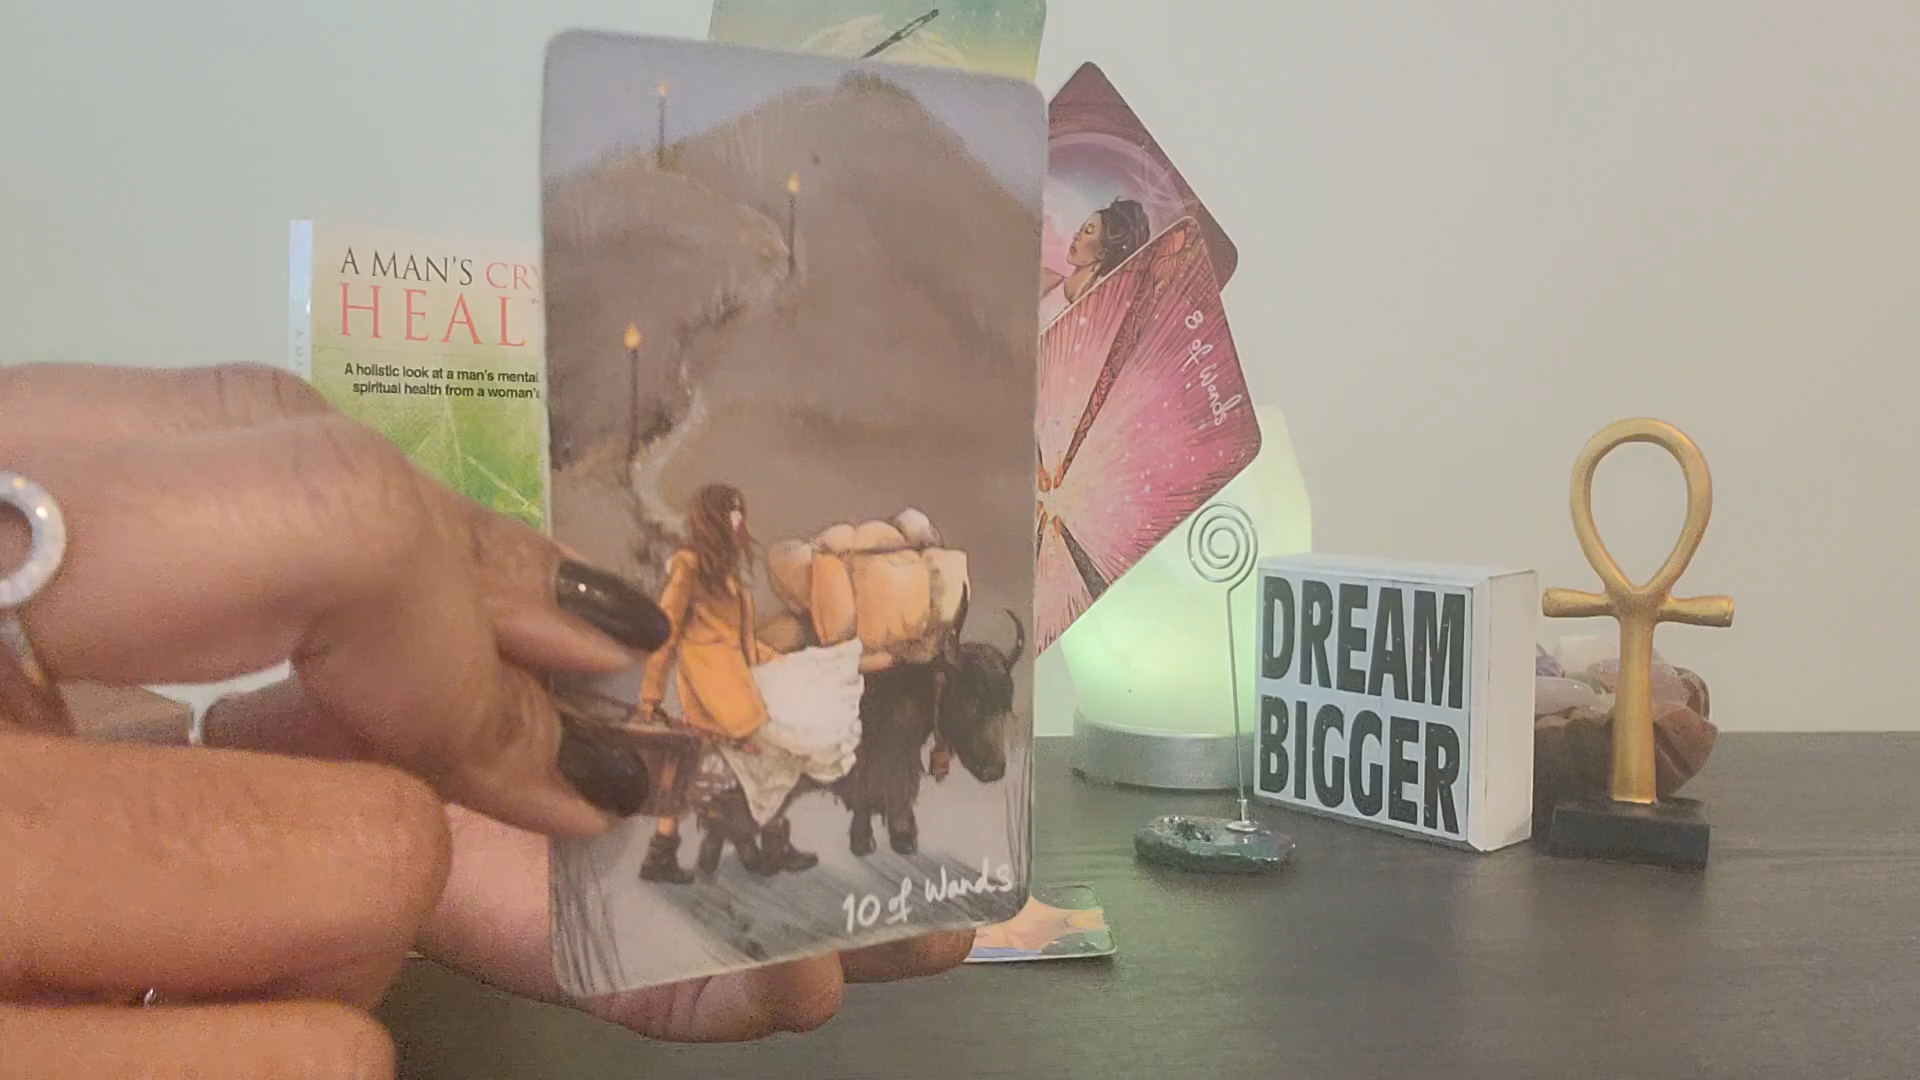 A MAN'S
HEAL
A holistic look at a man's mental
spiritual health from a woman's
10 of Wands
8 of Wands
DREAM
BIGGER